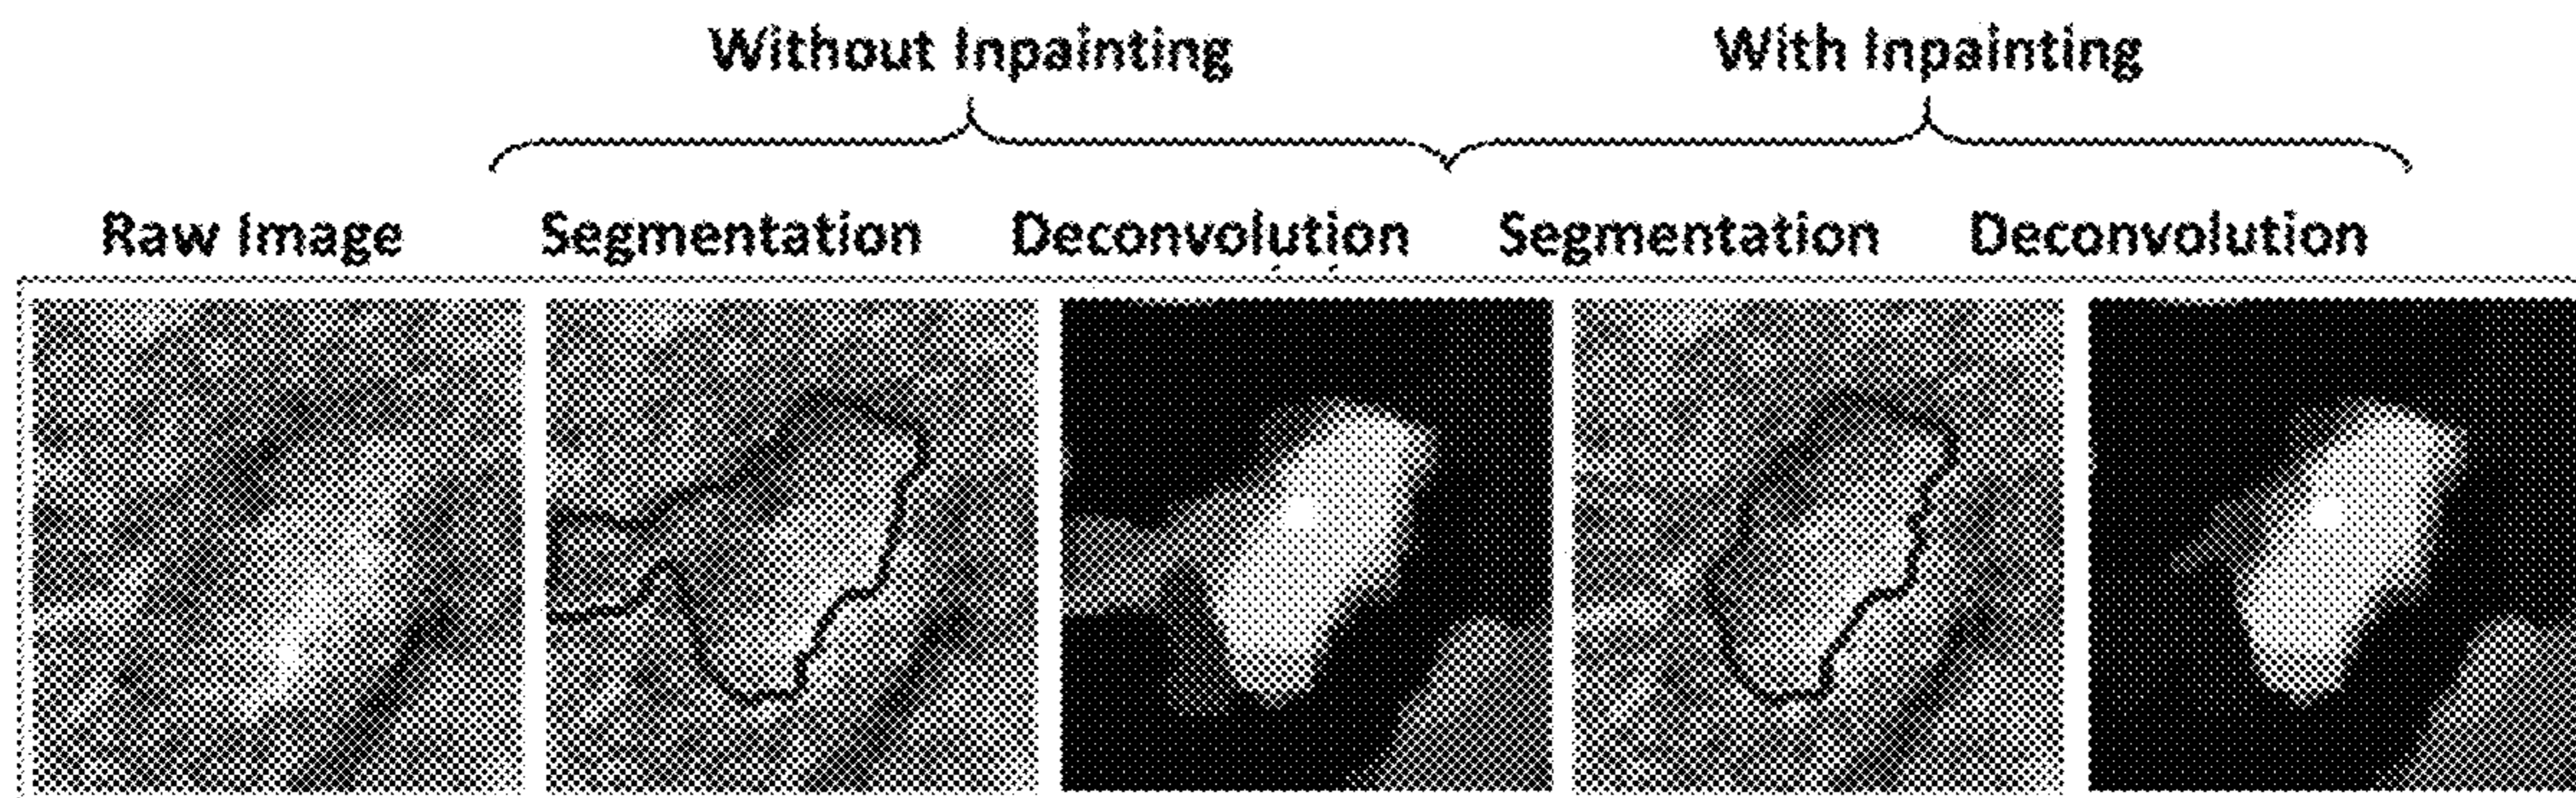 Without Inpainting With Inpainting
Raw Image Segmentation Deconvolution Segmentation Deconvolution